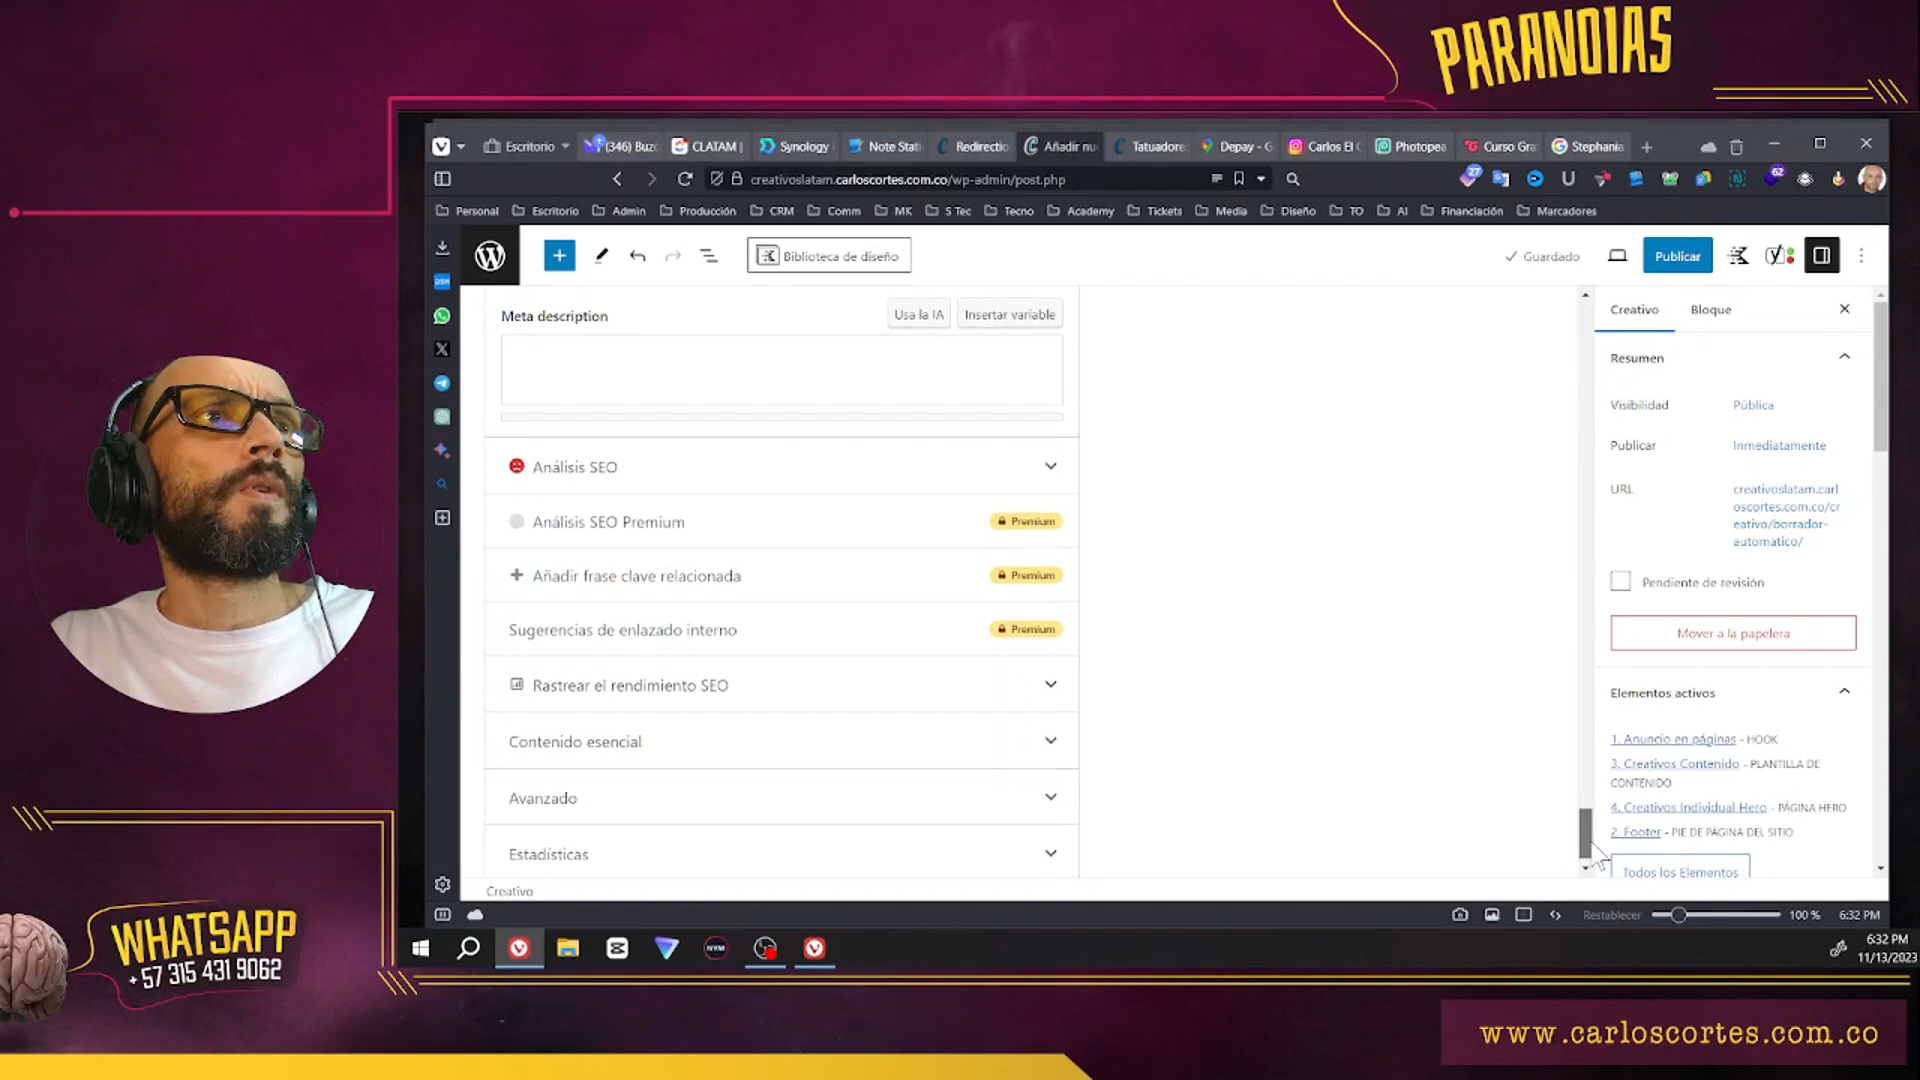 PARANOIAS
Escritorio
(346) Buz
CLATAM |
Synology
Note Stati
Redirectio
Añadir nu
Tatuadore
Depay - G
Carlos El C
Photopea
Curso Gra
Stephania
creativoslatam.carloscortes.com.co/wp-admin/post.php
27
62
Personal
Escritorio
Admin
Producción
CRM
Comm
MK
S Tec
Tecno
Academy
Tickets
Media
Diseño
TO
AI
Financiación
Marcadores
Biblioteca de diseño
Guardado
Publicar
Meta description
Usa la IA
Insertar variable
Análisis SEO
Análisis SEO Premium
Premium
Añadir frase clave relacionada
Premium
Sugerencias de enlazado interno
Premium
Rastrear el rendimiento SEO
Contenido esencial
Avanzado
Estadísticas
Creativo
Creativo
Bloque
Resumen
Visibilidad
Pública
Publicar
Inmediatamente
URL
creativoslatam.carl
oscortes.com.co/cr
eativo/borrador-
automatico/
Pendiente de revisión
Mover a la papelera
Elementos activos
1. Anuncio en páginas - HOOK
3. Creativos Contenido - PLANTILLA DE
CONTENIDO
4. Creativos Individual Hero - PÁGINA HERO
2. Footer - PIE DE PÁGINA DEL SITIO
Todos los Elementos
Restablecer
100 %
6:32 PM
6:32 PM
11/13/2023
WHATSAPP
+ 57 315 431 9062
www.carloscortes.com.co